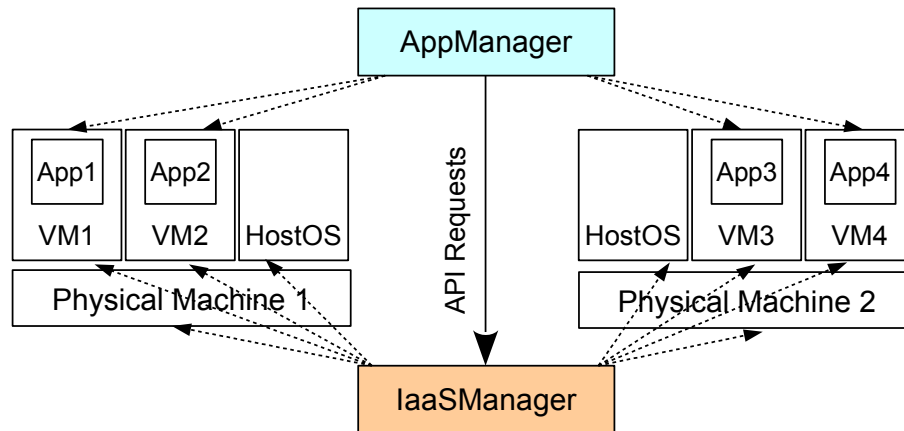 AppManager
App1
App2
App3
App4
VM1
VM2
HostOS
API Requests
HostOS
VM3
VM4
Physical Machine 1
Physical Machine 2
IaaSManager